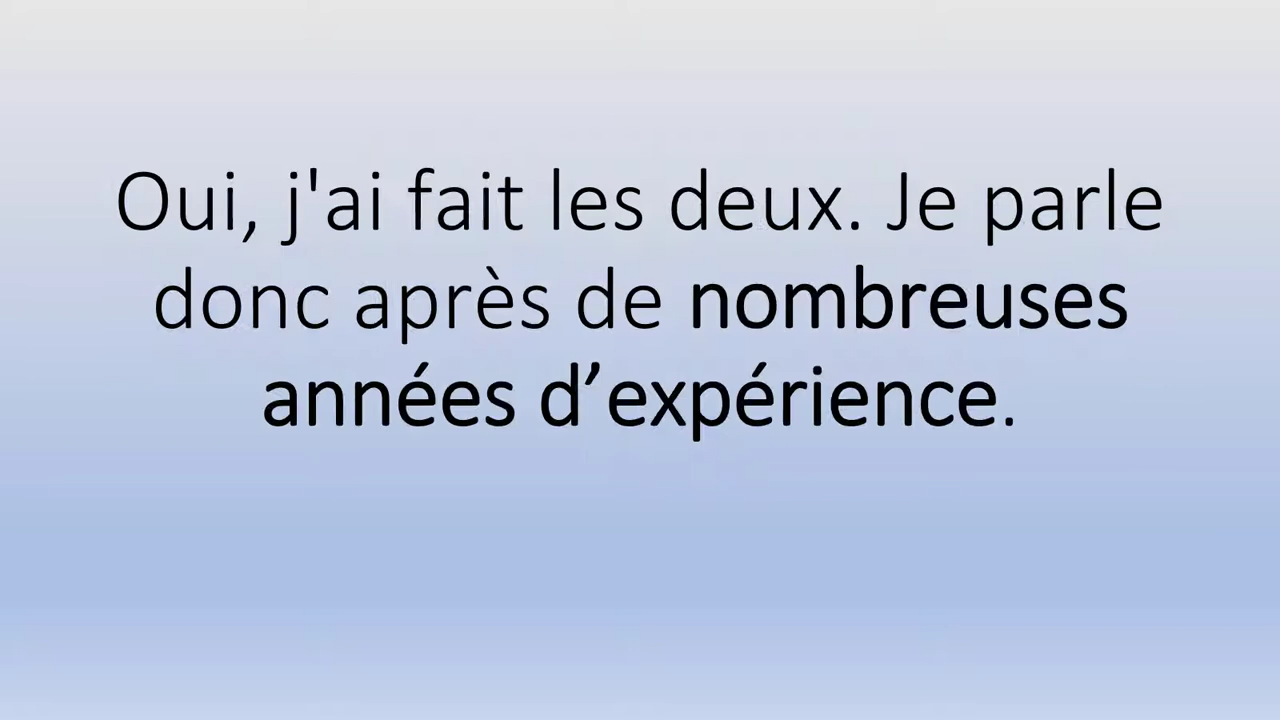 Oui, j'ai fait les deux. Je parle
donc après de nombreuses
années d’expérience.